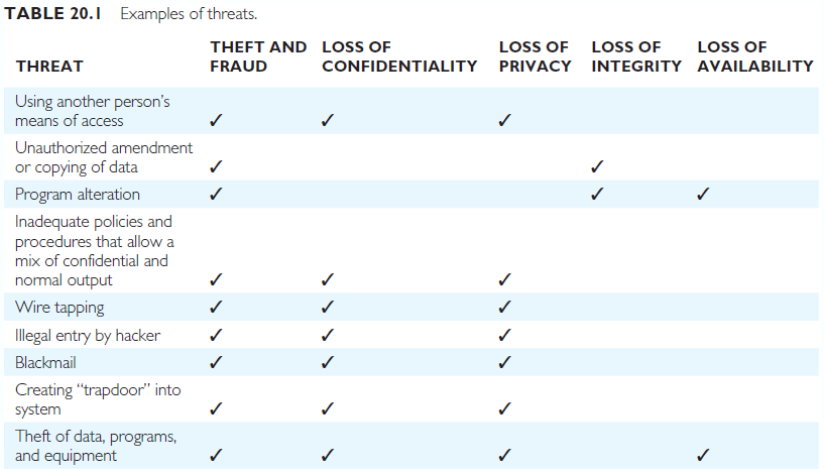 TABLE 20.1 Examples of threats.
THREAT THEFT AND FRAUD LOSS OF CONFIDENTIALITY LOSS OF PRIVACY LOSS OF INTEGRITY LOSS OF AVAILABILITY
Using another person's
means of access ✓ ✓ ✓
Unauthorized amendment
or copying of data ✓ ✓
Program alteration ✓ ✓ ✓
Inadequate policies and
procedures that allow a
mix of confidential and
normal output ✓ ✓ ✓
Wire tapping ✓ ✓ ✓
Illegal entry by hacker ✓ ✓ ✓
Blackmail ✓ ✓ ✓
Creating “trapdoor” into
system ✓ ✓ ✓
Theft of data, programs,
and equipment ✓ ✓ ✓ ✓